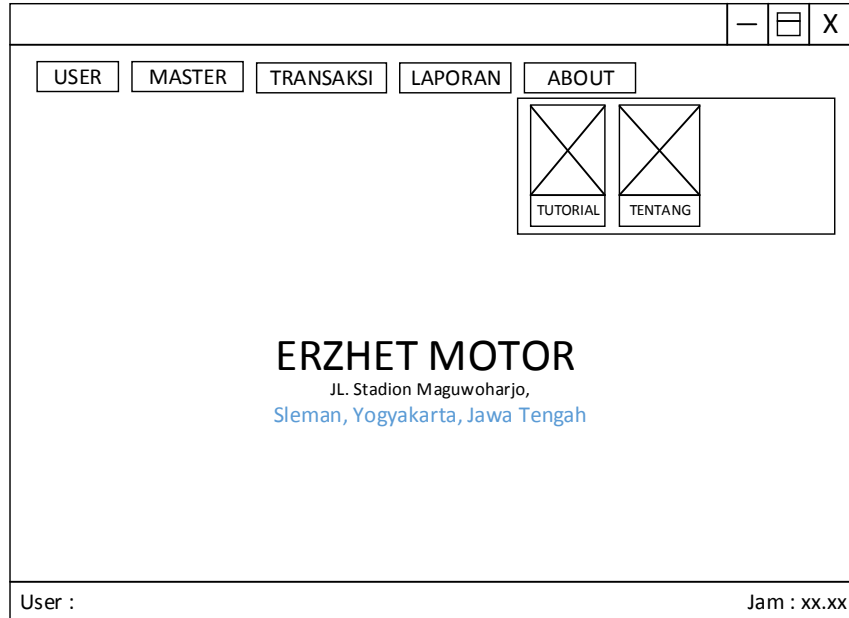 X
USER MASTER TRANSAKSI LAPORAN ABOUT
TUTORIAL TENTANG
ERZHET MOTOR
JL. Stadion Maguwoharjo,
Sleman, Yogyakarta, Jawa Tengah
User : Jam : xx.xx